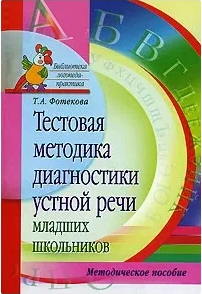 Библиотека
логопеда-
практика
Т.А. Фотекова
Тестовая
методика
диагностики
устной речи
младших
школьников
Методическое пособие